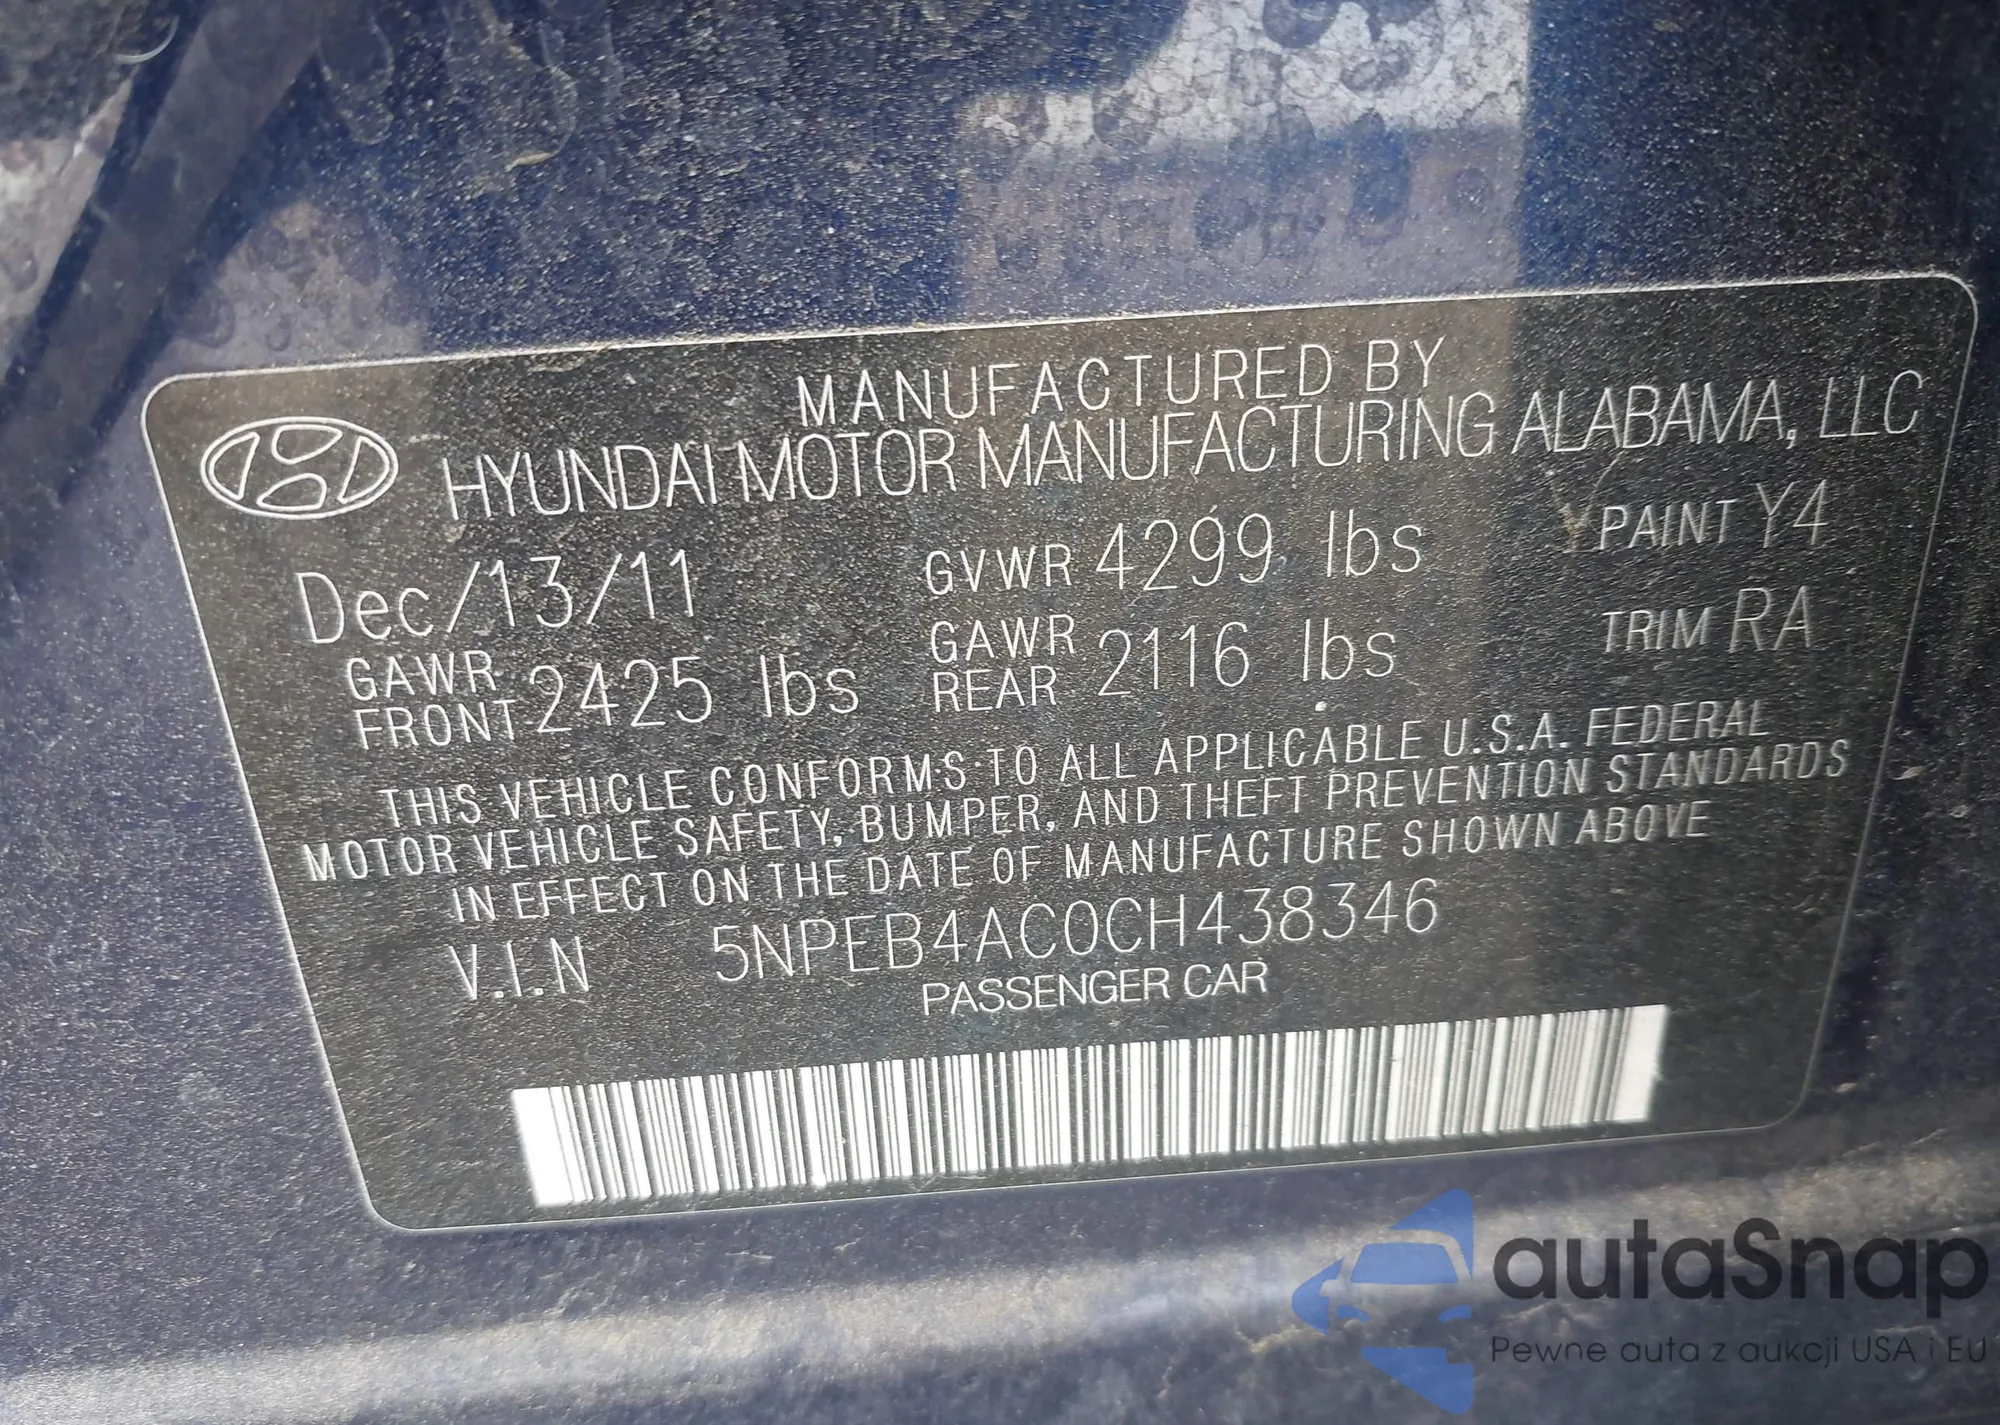 MANUFACTURED BY
HYUNDAI MOTOR MANUFACTURING ALABAMA, LLC
Dec/13/11 GVWR 4299 lbs PAINT Y4
GAWR FRONT 2425 lbs GAWR REAR 2116 lbs TRIM RA
THIS VEHICLE CONFORMS TO ALL APPLICABLE U.S.A. FEDERAL
MOTOR VEHICLE SAFETY, BUMPER, AND THEFT PREVENTION STANDARDS
IN EFFECT ON THE DATE OF MANUFACTURE SHOWN ABOVE
V.I.N 5NPEB4AC0CH438346
PASSENGER CAR
autaSnap
Pewne auta z aukcji USA i EU